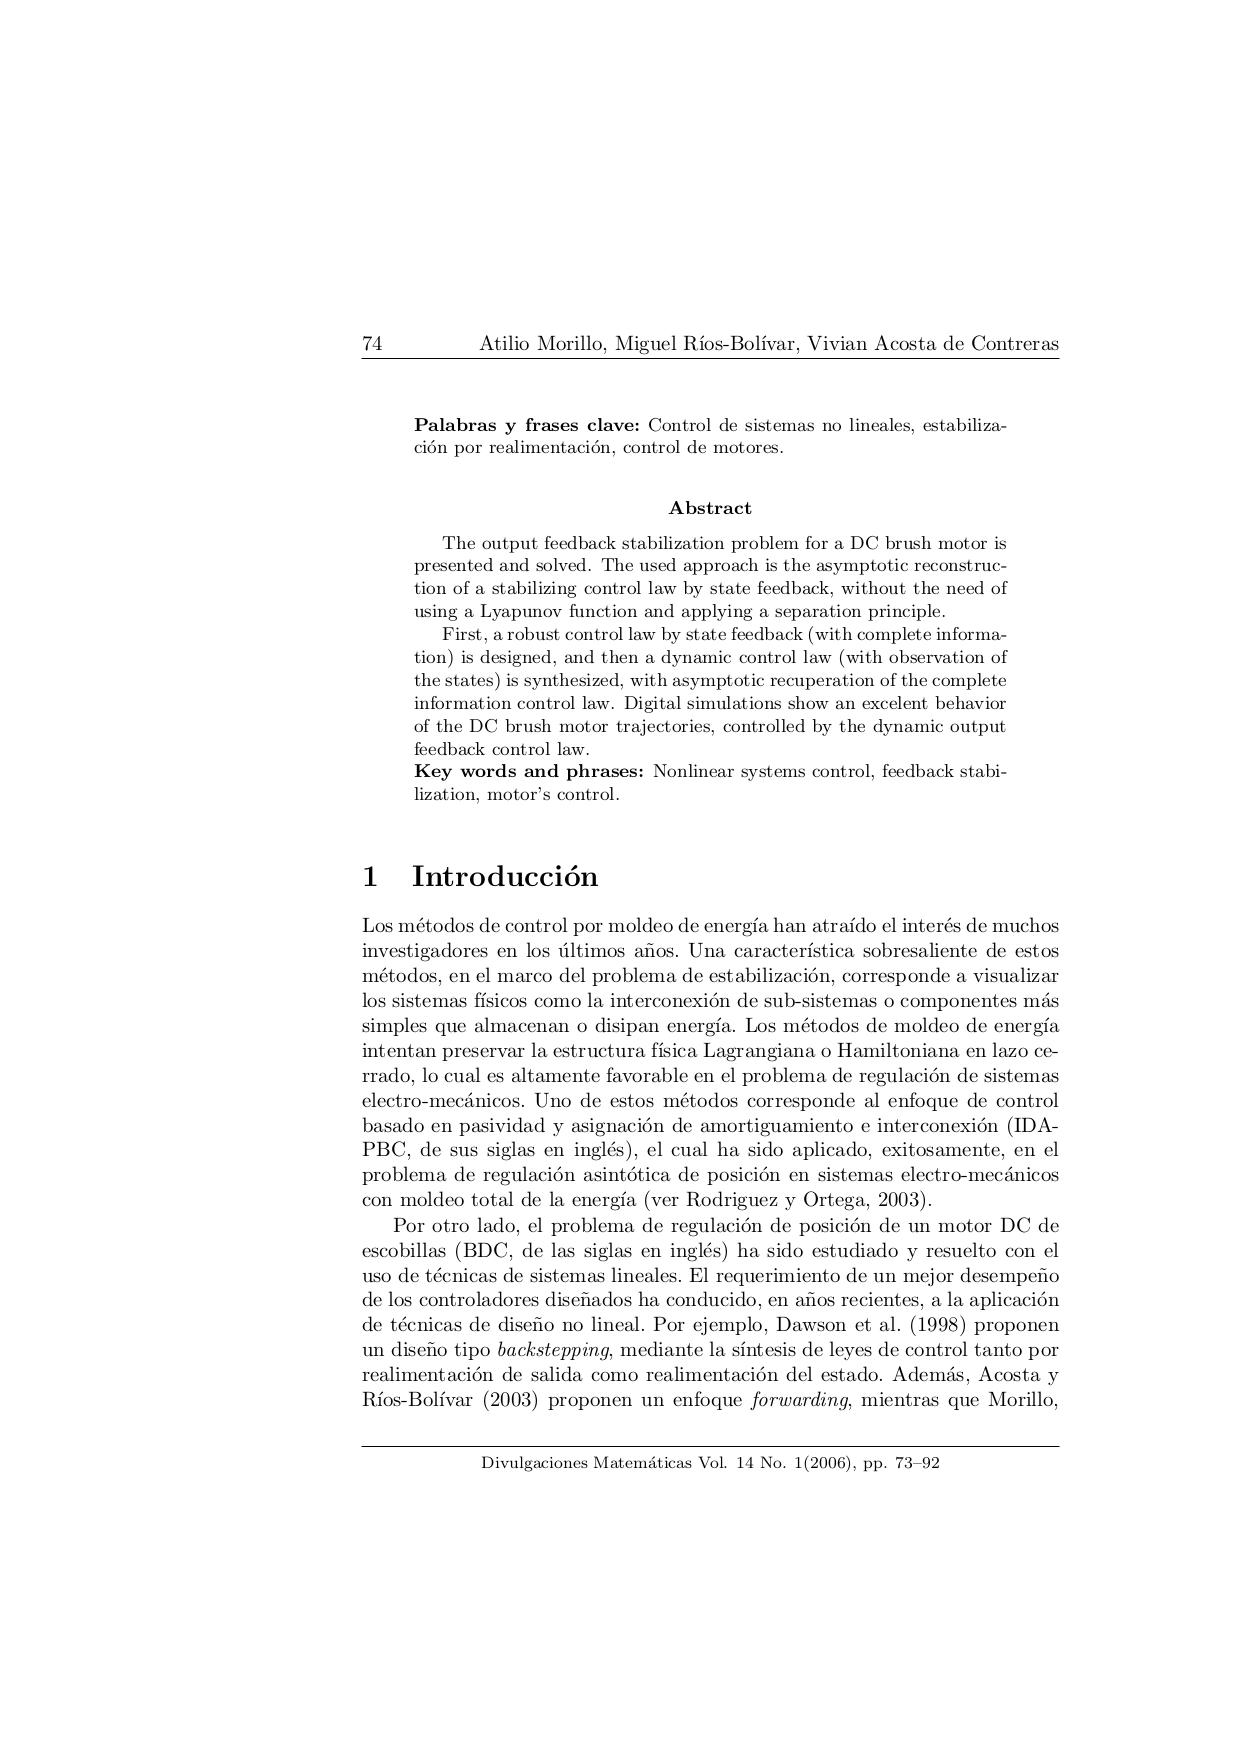 74 Atilio Morillo, Miguel Ríos-Bolívar, Vivian Acosta de Contreras
Palabras y frases clave: Control de sistemas no lineales, estabiliza-
ción por realimentación, control de motores.
Abstract
The output feedback stabilization problem for a DC brush motor is
presented and solved. The used approach is the asymptotic reconstruc-
tion of a stabilizing control law by state feedback, without the need of
using a Lyapunov function and applying a separation principle.
First, a robust control law by state feedback (with complete informa-
tion) is designed, and then a dynamic control law (with observation of
the states) is synthesized, with asymptotic recuperation of the complete
information control law. Digital simulations show an excelent behavior
of the DC brush motor trajectories, controlled by the dynamic output
feedback control law.
Key words and phrases: Nonlinear systems control, feedback stabi-
lization, motor's control.
1 Introducción
Los métodos de control por moldeo de energía han atraído el interés de muchos
investigadores en los últimos años. Una característica sobresaliente de estos
métodos, en el marco del problema de estabilización, corresponde a visualizar
los sistemas físicos como la interconexión de sub-sistemas o componentes más
simples que almacenan o disipan energía. Los métodos de moldeo de energía
intentan preservar la estructura física Lagrangiana o Hamiltoniana en lazo ce-
rrado, lo cual es altamente favorable en el problema de regulación de sistemas
electro-mecánicos. Uno de estos métodos corresponde al enfoque de control
basado en pasividad y asignación de amortiguamiento e interconexión (IDA-
PBC, de sus siglas en inglés), el cual ha sido aplicado, exitosamente, en el
problema de regulación asintótica de posición en sistemas electro-mecánicos
con moldeo total de la energía (ver Rodriguez y Ortega, 2003).
Por otro lado, el problema de regulación de posición de un motor DC de
escobillas (BDC, de las siglas en inglés) ha sido estudiado y resuelto con el
uso de técnicas de sistemas lineales. El requerimiento de un mejor desempeño
de los controladores diseñados ha conducido, en años recientes, a la aplicación
de técnicas de diseño no lineal. Por ejemplo, Dawson et al. (1998) proponen
un diseño tipo backstepping, mediante la síntesis de leyes de control tanto por
realimentación de salida como realimentación del estado. Además, Acosta y
Ríos-Bolívar (2003) proponen un enfoque forwarding, mientras que Morillo,
Divulgaciones Matemáticas Vol. 14 No. 1(2006), pp. 73–92